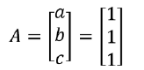 A = [a b c] = [1 1 1]